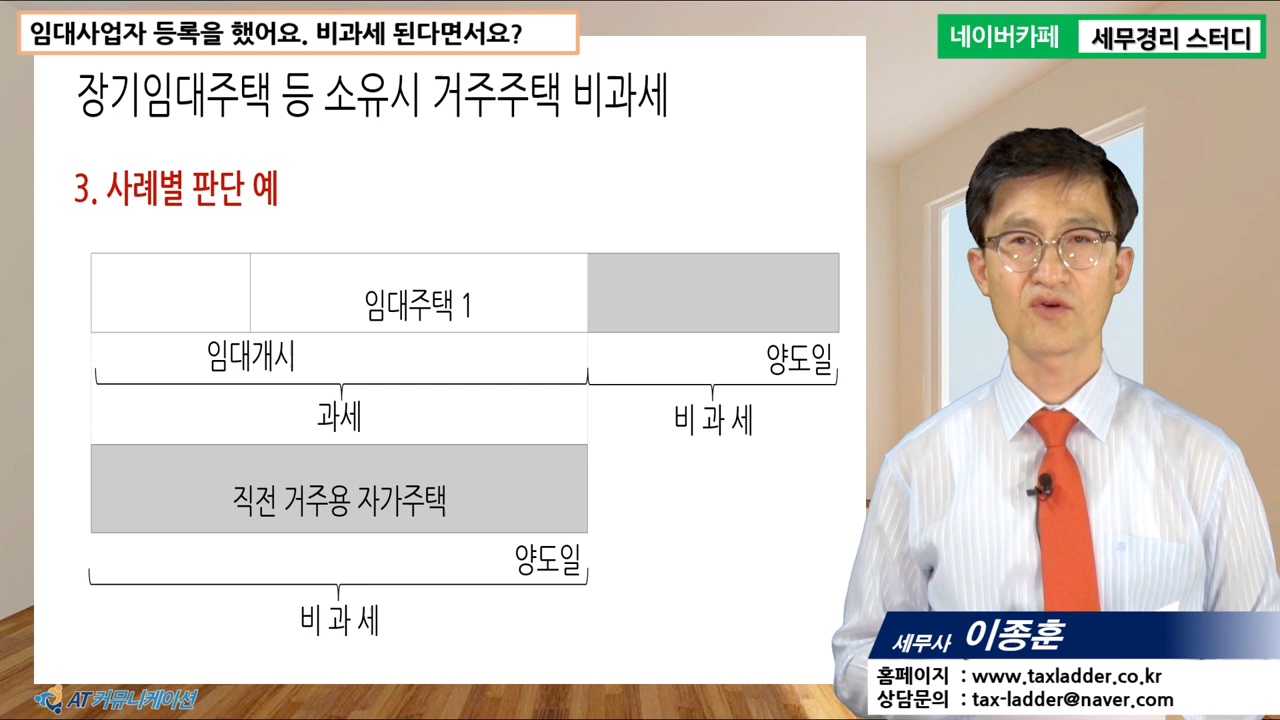 임대사업자 등록을 했어요. 비과세 된다면서요?
네이버카페 세무경리 스터디
장기임대주택 등 소유시 거주주택 비과세
3. 사례별 판단 예
임대주택 1
임대개시
양도일
과세
비 과 세
직전 거주용 자가주택
양도일
비 과 세
세무사 이종훈
홈페이지 : www.taxladder.co.kr
상담문의 : tax-ladder@naver.com
AT커뮤니케이션